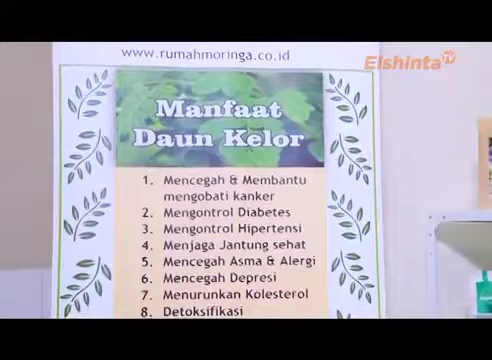 www.rumahmoringa.co.id
Elshinta TV
Manfaat
Daun Kelor
1. Mencegah & Membantu
mengobati kanker
2. Mengontrol Diabetes
3. Mengontrol Hipertensi
4. Menjaga Jantung sehat
5. Mencegah Asma & Alergi
6. Mencegah Depresi
7. Menurunkan Kolesterol
8. Detoksifikasi